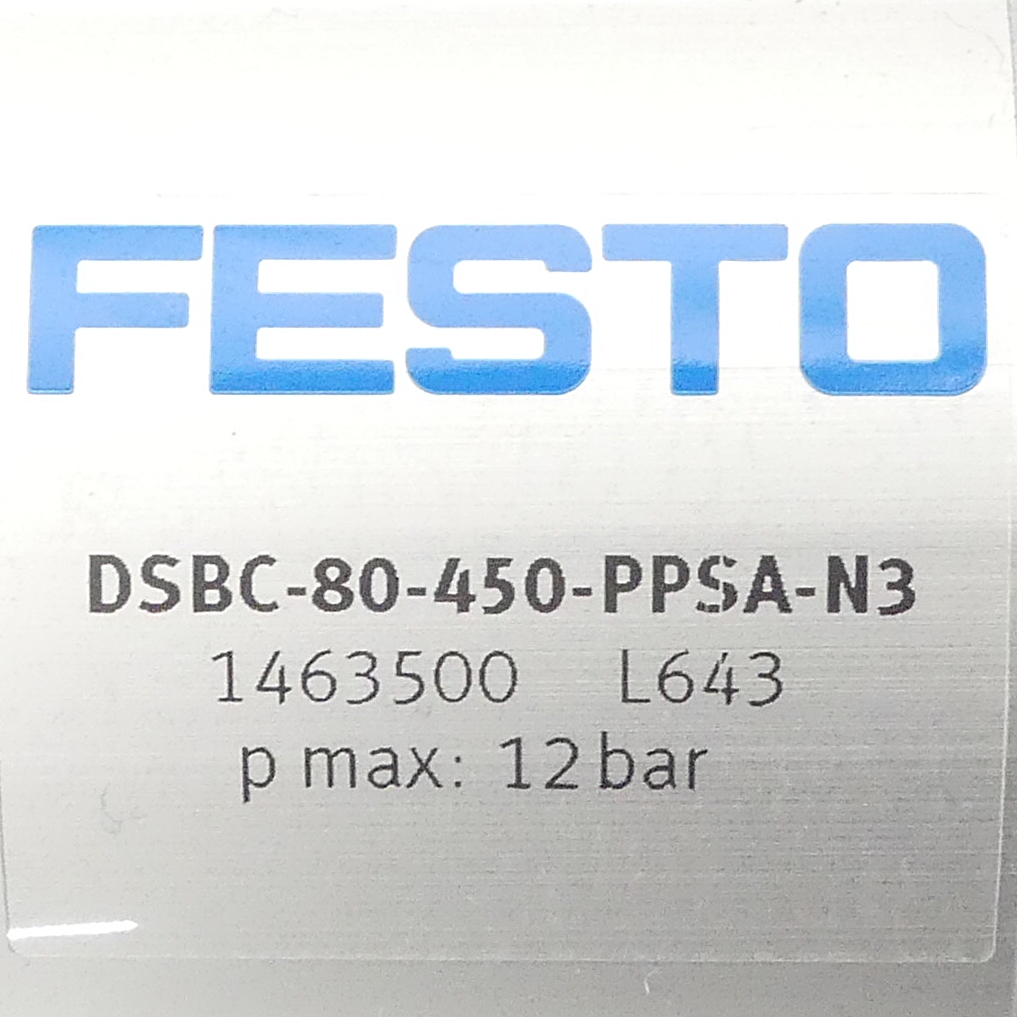 FESTO
DSBC-80-450-PPSA-N3
1463500 L643
p max: 12 bar